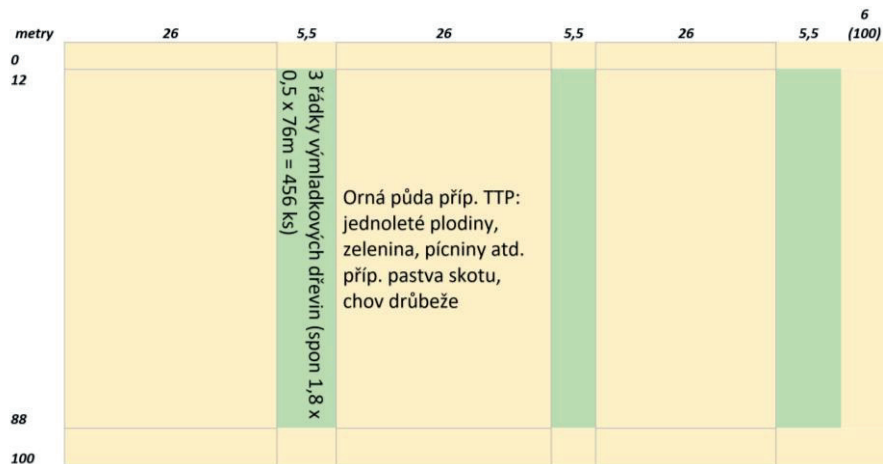 6
metry 26 5,5 26 5,5 26 5,5 (100)
0
12
3 řádky výmladkových dřevin (spon 1,8 x
0,5 x 76m = 456 ks)
Orná půda příp. TTP:
jednoleté plodiny,
zelenina, pícniny atd.
příp. pastva skotu,
chov drůbeže
88
100